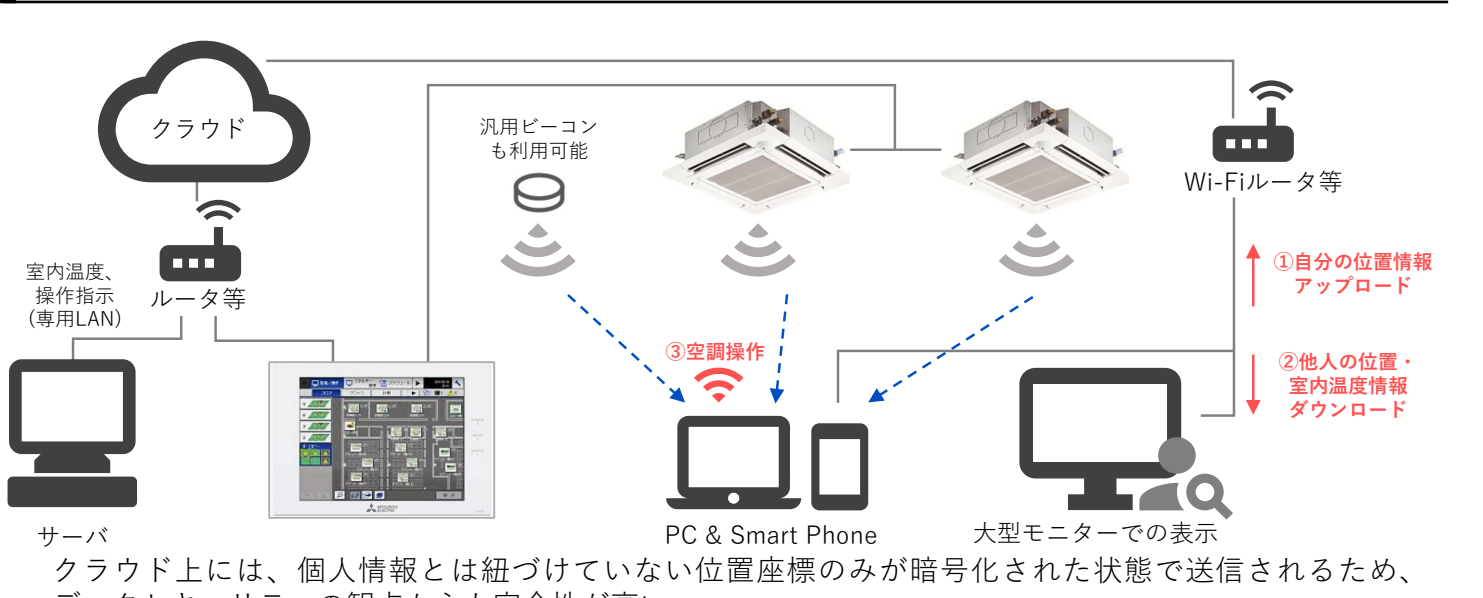 クラウド
汎用ビーコン
も利用可能
Wi-Fiルータ等
室内温度、
操作指示
(専用LAN)
ルータ等
①自分の位置情報
アップロード
③空調操作
②他人の位置・
室内温度情報
ダウンロード
MITSUBISHI
ELECTRIC
サーバ
PC & Smart Phone
大型モニターでの表示
クラウド上には、個人情報とは紐づけていない位置座標のみが暗号化された状態で送信されるため、